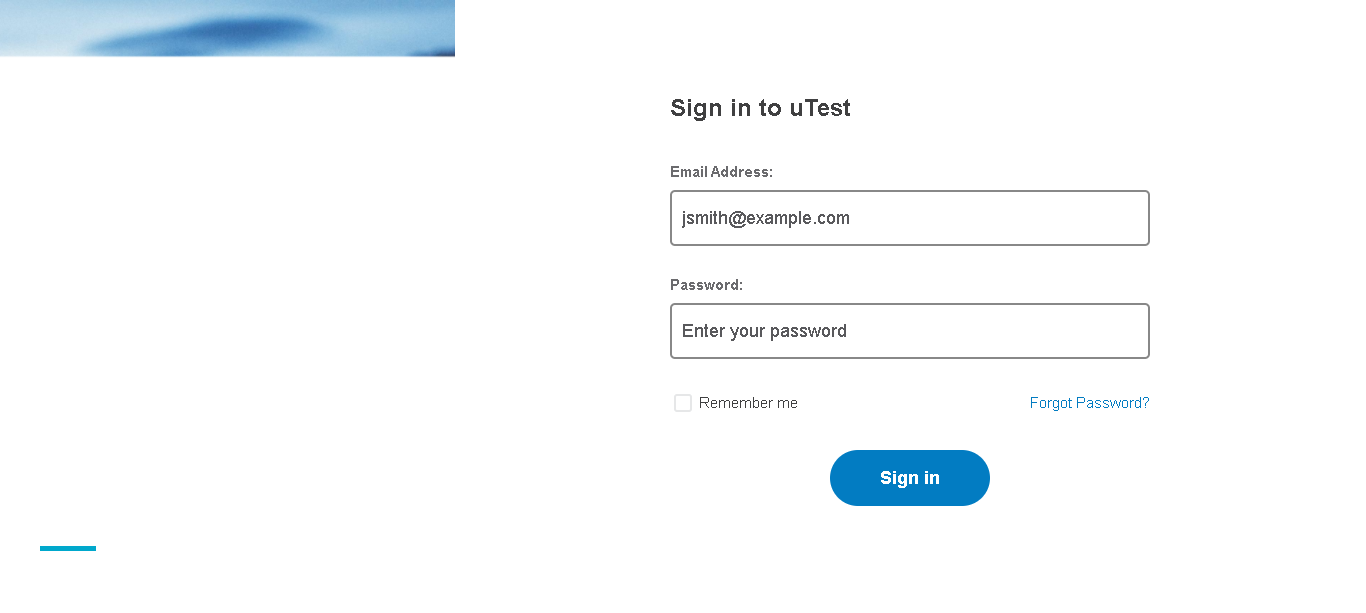 Sign in to uTest
Email Address:
jsmith@example.com
Password:
Enter your password
Remember me
Forgot Password?
Sign in